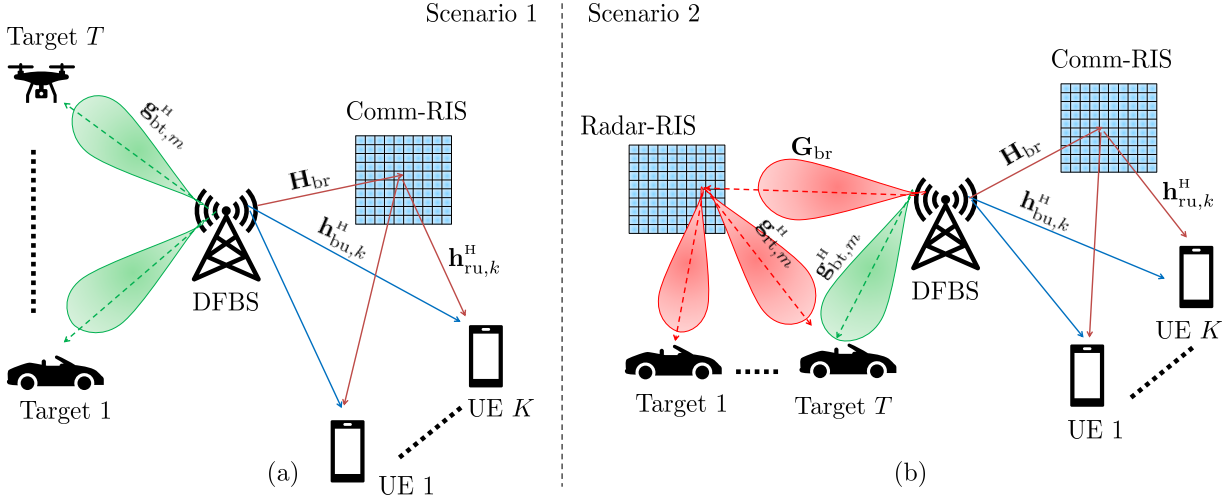 Scenario 1
Target T
g^H_bt,m
Comm-RIS
H_br
h^H_bu,k
h^H_ru,k
DFBS
Target 1
UE K
UE 1
(a)
Scenario 2
Comm-RIS
Radar-RIS
G_br
H_br
h^H_ru,k
h^H_bu,k
g^H_rt,m
g^H_bt,m
DFBS
UE K
Target 1
Target T
UE 1
(b)